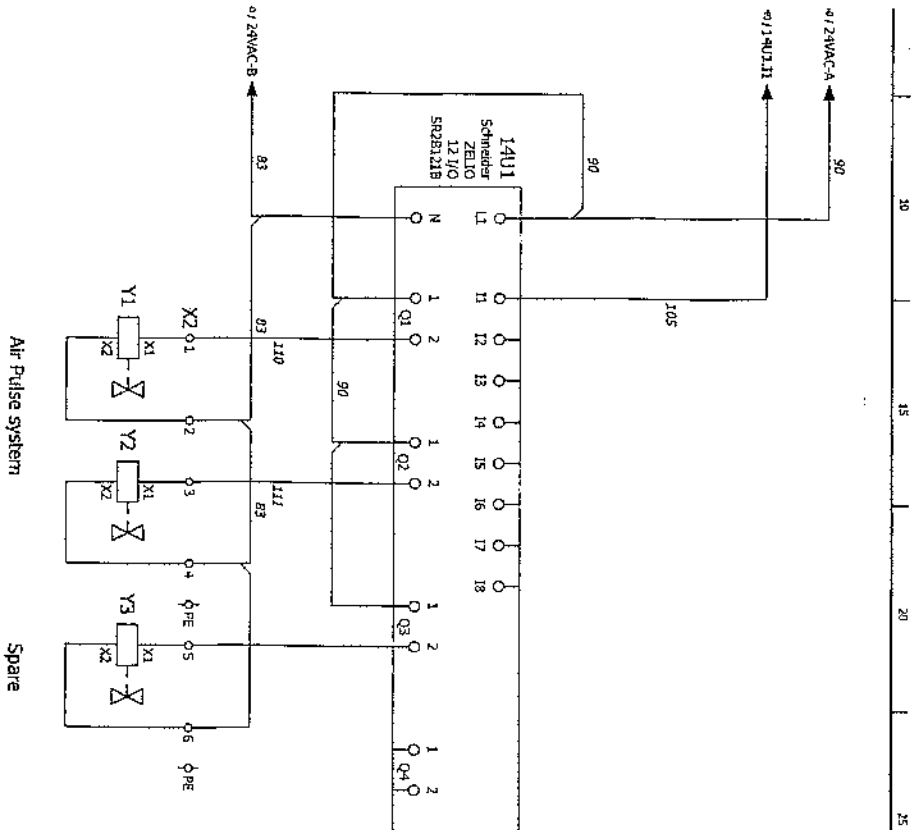 10
15
20
25
-0 / 24VAC-A
-0 / 14U1.I1
-0 / 24VAC-B
90
105
90
83
14U1
Schneider
ZELIO
12 I/O
SR2B121B
L1
I1
I2
I3
I4
I5
I6
I7
I8
N
1
2
1
2
1
2
1
2
Q1
Q2
Q3
Q4
90
83
110
83
111
X2
1
2
3
4
PE
5
6
PE
Y1
X1
X2
Y2
X1
X2
Y3
X1
X2
Air Pulse system
Spare